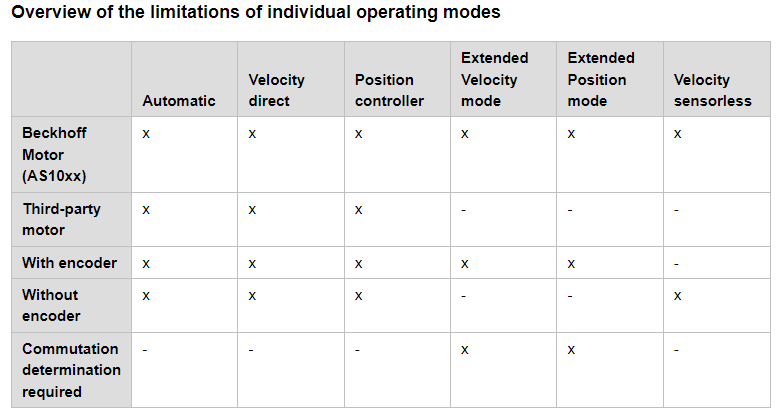 Overview of the limitations of individual operating modes
Automatic
Velocity
direct
Position
controller
Extended
Velocity
mode
Extended
Position
mode
Velocity
sensorless
Beckhoff
Motor
(AS10xx)
x x x x x x
Third-party
motor
x x x - - -
With encoder x x x x x -
Without
encoder
x x x - - x
Commutation
determination
required
- - - x x -